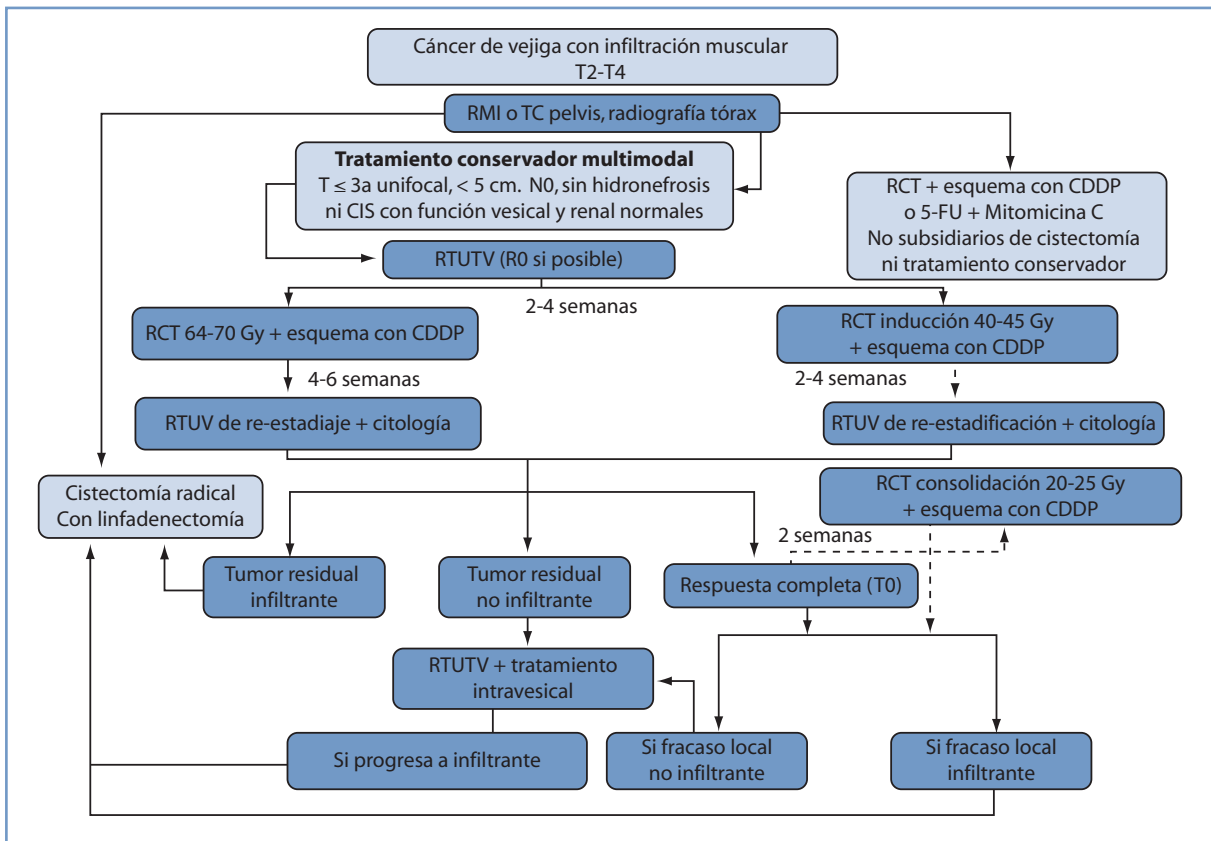 Cáncer de vejiga con infiltración muscular
T2-T4
RMI o TC pelvis, radiografía tórax
Tratamiento conservador multimodal
T ≤ 3a unifocal, < 5 cm. N0, sin hidronefrosis
ni CIS con función vesical y renal normales
RCT + esquema con CDDP
o 5-FU + Mitomicina C
No subsidiarios de cistectomía
ni tratamiento conservador
RTUTV (R0 si posible)
2-4 semanas
RCT 64-70 Gy + esquema con CDDP
RCT inducción 40-45 Gy
+ esquema con CDDP
4-6 semanas
2-4 semanas
RTUV de re-estadiaje + citología
RTUV de re-estadificación + citología
Cistectomía radical
Con linfadenectomía
RCT consolidación 20-25 Gy
+ esquema con CDDP
2 semanas
Tumor residual
infiltrante
Tumor residual
no infiltrante
Respuesta completa (T0)
RTUTV + tratamiento
intravesical
Si progresa a infiltrante
Si fracaso local
no infiltrante
Si fracaso local
infiltrante